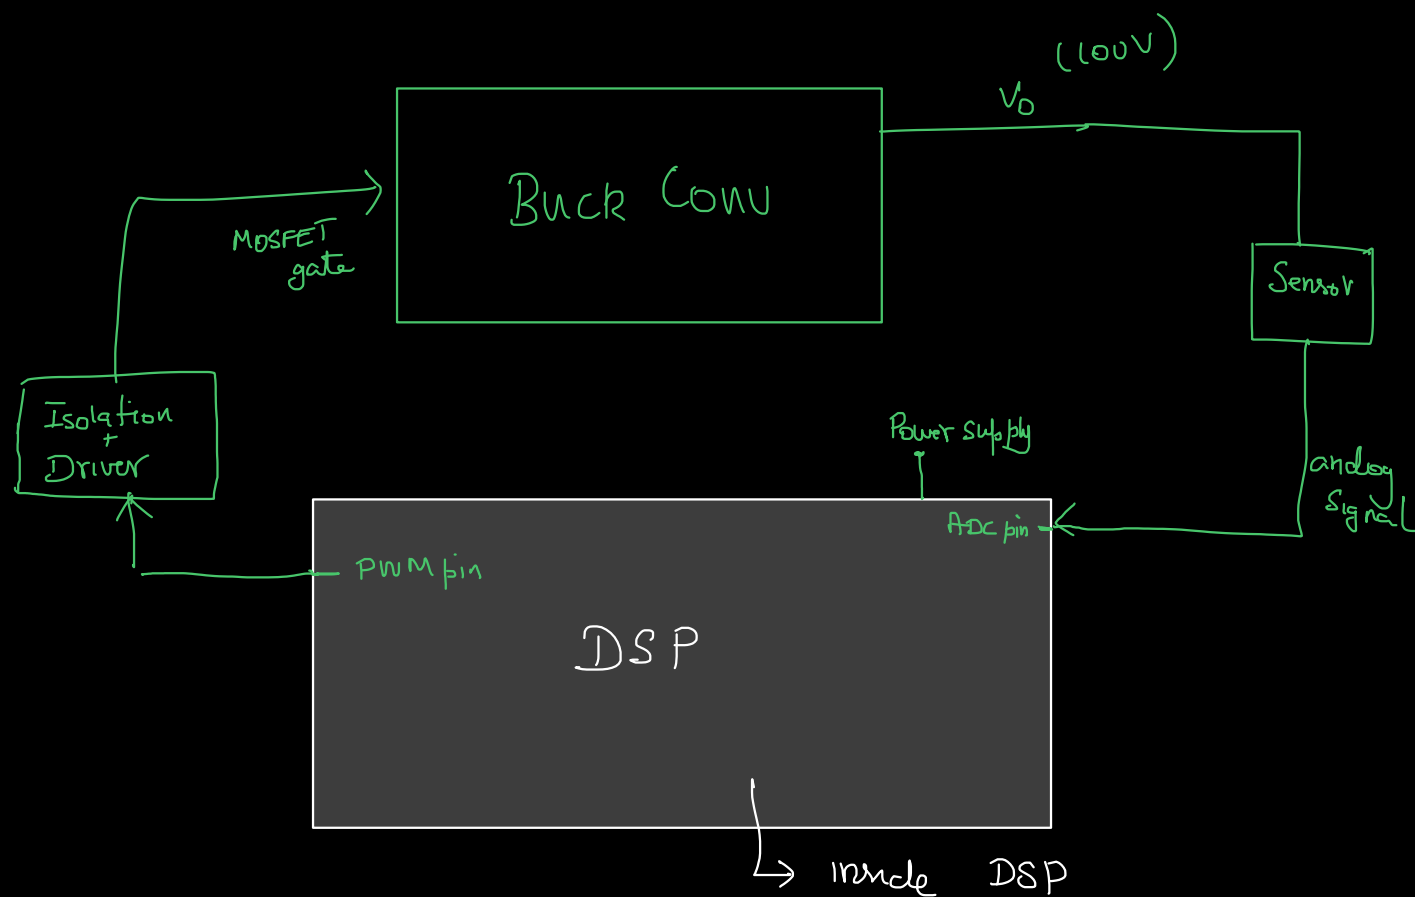 (100V)
Vo
Buck Conv
MOSFET
gate
Sensor
Isolation
+
Driver
Power supply
analog
signal
ADC pin
PWM pin
DSP
inside DSP